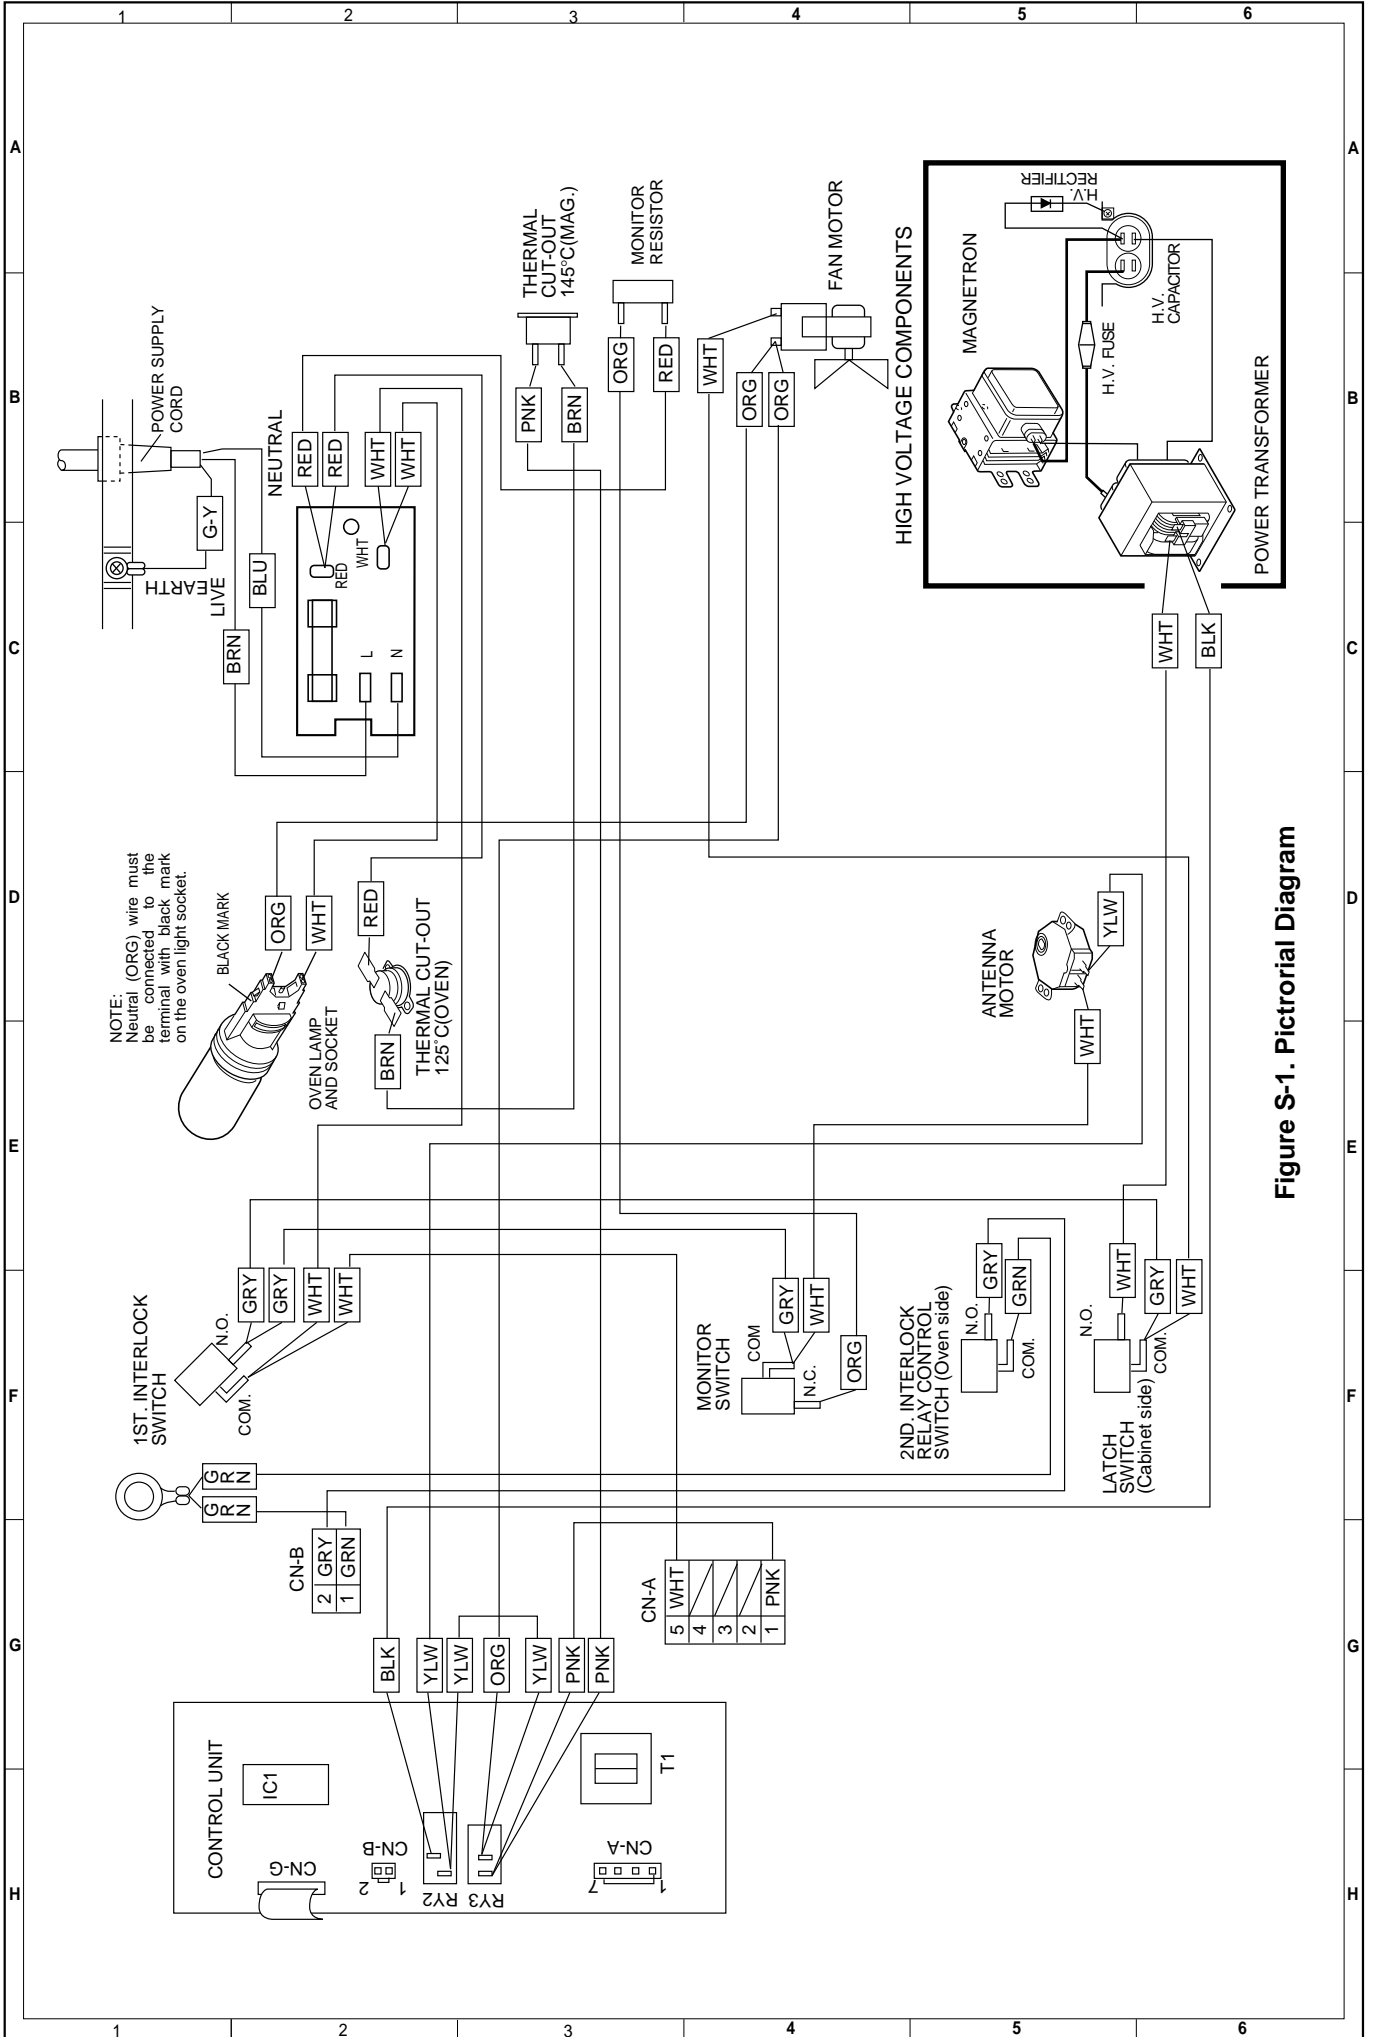 1
2
3
4
5
6
A
A
B
B
C
C
D
D
E
E
F
F
G
G
H
H
1
2
3
4
5
6
POWER SUPPLY
CORD
G-Y
EARTH
LIVE
BRN
BLU
NEUTRAL
RED
RED
WHT
WHT
RED
WHT
L
N
THERMAL
CUT-OUT
145°C(MAG.)
PNK
BRN
MONITOR
RESISTOR
ORG
RED
WHT
ORG
ORG
FAN MOTOR
HIGH VOLTAGE COMPONENTS
MAGNETRON
H.V.
RECTIFIER
H.V. FUSE
H.V.
CAPACITOR
POWER TRANSFORMER
WHT
BLK
NOTE:
Neutral (ORG) wire must
be connected to the
terminal with black mark
on the oven light socket.
BLACK MARK
ORG
WHT
OVEN LAMP
AND SOCKET
RED
BRN
THERMAL CUT-OUT
125°C(OVEN)
ANTENNA
MOTOR
YLW
WHT
1ST. INTERLOCK
SWITCH
N.O.
COM.
GRY
GRY
WHT
WHT
MONITOR
SWITCH
COM
N.C.
GRY
WHT
ORG
2ND. INTERLOCK
RELAY CONTROL
SWITCH (Oven side)
N.O.
COM.
GRY
GRN
LATCH
SWITCH
(Cabinet side)
N.O.
COM.
WHT
GRY
WHT
GRN
GRN
CN-B
2 GRY
1 GRN
CN-A
5 WHT
4
3
2
1 PNK
BLK
YLW
YLW
ORG
YLW
PNK
PNK
CONTROL UNIT
IC1
CN-G
CN-B
2
1
RY2
RY3
CN-A
7
1
T1
Figure S-1. Pictrorial Diagram